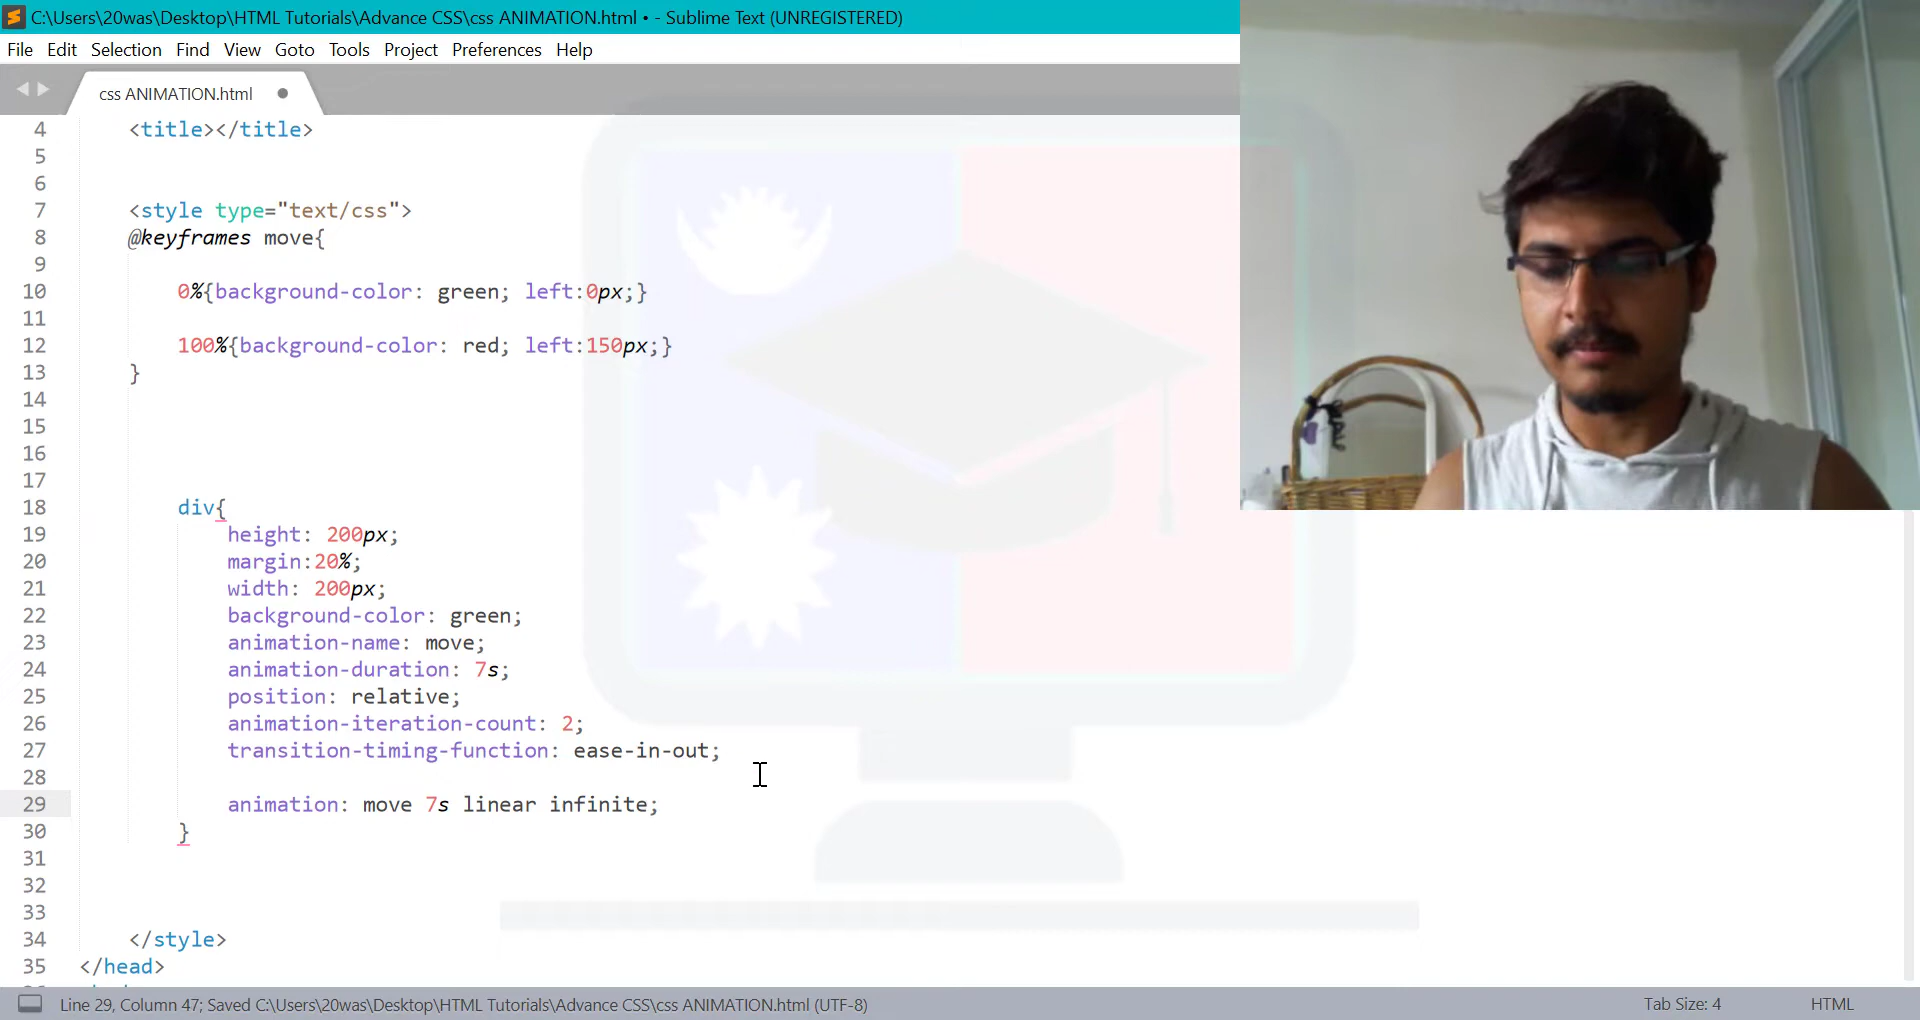 C:\Users\20was\Desktop\HTML Tutorials\Advance CSS\css ANIMATION.html • - Sublime Text (UNREGISTERED)
File Edit Selection Find View Goto Tools Project Preferences Help
css ANIMATION.html
4 <title></title>
5
6
7 <style type="text/css">
8 @keyframes move{
9
10 0%{background-color: green; left:0px;}
11
12 100%{background-color: red; left:150px;}
13 }
14
15
16
17
18 div{
19 height: 200px;
20 margin:20%;
21 width: 200px;
22 background-color: green;
23 animation-name: move;
24 animation-duration: 7s;
25 position: relative;
26 animation-iteration-count: 2;
27 transition-timing-function: ease-in-out;
28
29 animation: move 7s linear infinite;
30 }
31
32
33
34 </style>
35 </head>
Line 29, Column 47; Saved C:\Users\20was\Desktop\HTML Tutorials\Advance CSS\css ANIMATION.html (UTF-8) Tab Size: 4 HTML